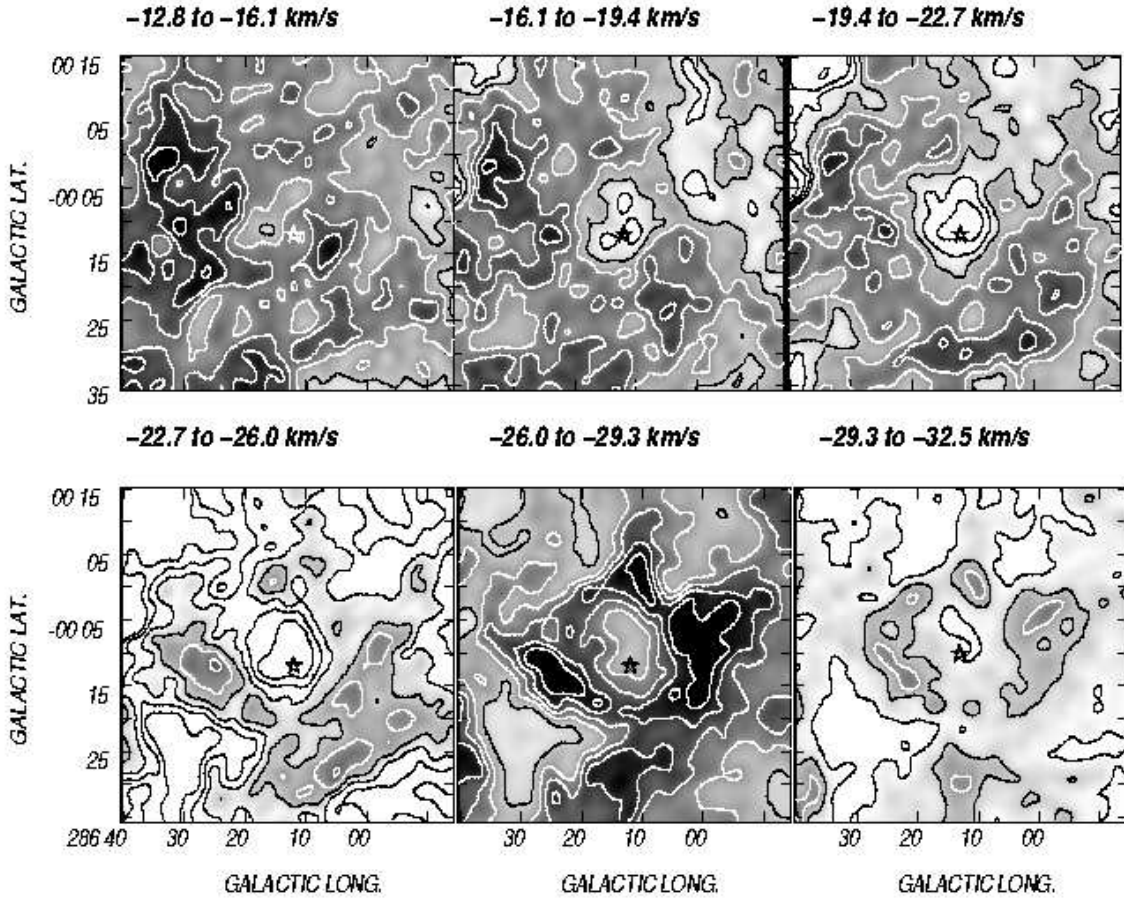 −12.8 to −16.1 km/s −16.1 to −19.4 km/s −19.4 to −22.7 km/s
00 15
05
-00 05
15
25
35
GALACTIC LAT.
−22.7 to −26.0 km/s −26.0 to −29.3 km/s −29.3 to −32.5 km/s
00 15
05
-00 05
15
25
GALACTIC LAT.
286 40 30 20 10 00 30 20 10 00 30 20 10 00
GALACTIC LONG. GALACTIC LONG. GALACTIC LONG.